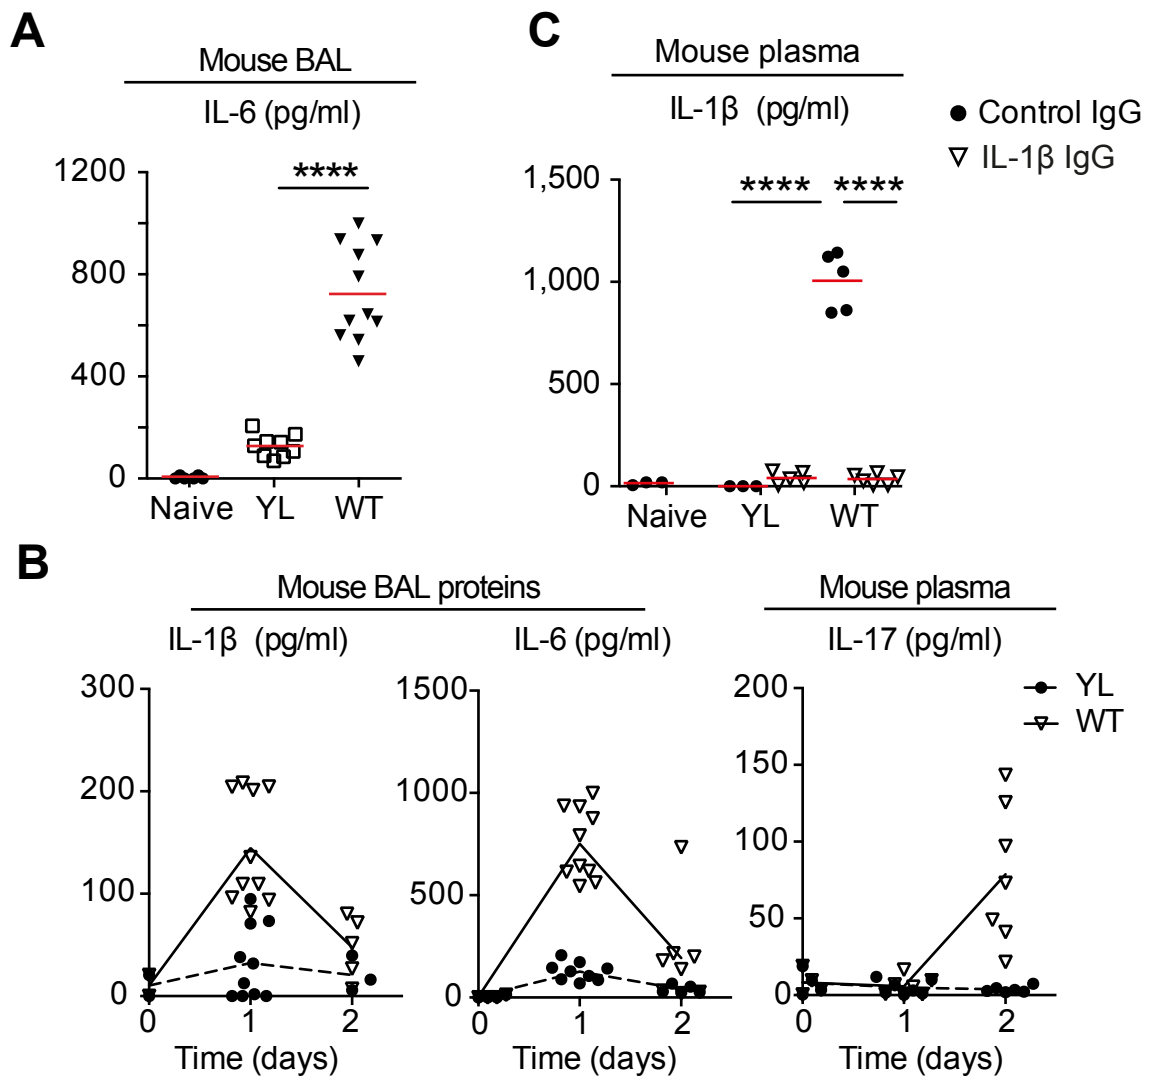 A
Mouse BAL
IL-6 (pg/ml)
1200
800
400
0
****
Naive YL WT
C
Mouse plasma
IL-1β (pg/ml)
1,500
1,000
500
0
**** ****
Naive YL WT
Control IgG
IL-1β IgG
B
Mouse BAL proteins
IL-1β (pg/ml)
300
200
100
0
0 1 2
Time (days)
IL-6 (pg/ml)
1500
1000
500
0
0 1 2
Time (days)
Mouse plasma
IL-17 (pg/ml)
200
150
100
50
0
0 1 2
Time (days)
YL
WT